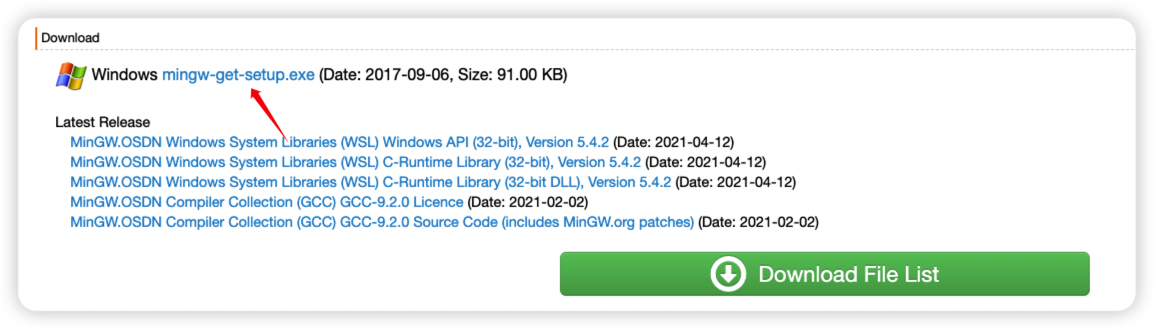 Download
Windows mingw-get-setup.exe (Date: 2017-09-06, Size: 91.00 KB)
Latest Release
MinGW.OSDN Windows System Libraries (WSL) Windows API (32-bit), Version 5.4.2 (Date: 2021-04-12)
MinGW.OSDN Windows System Libraries (WSL) C-Runtime Library (32-bit), Version 5.4.2 (Date: 2021-04-12)
MinGW.OSDN Windows System Libraries (WSL) C-Runtime Library (32-bit DLL), Version 5.4.2 (Date: 2021-04-12)
MinGW.OSDN Compiler Collection (GCC) GCC-9.2.0 Licence (Date: 2021-02-02)
MinGW.OSDN Compiler Collection (GCC) GCC-9.2.0 Source Code (includes MinGW.org patches) (Date: 2021-02-02)
Download File List